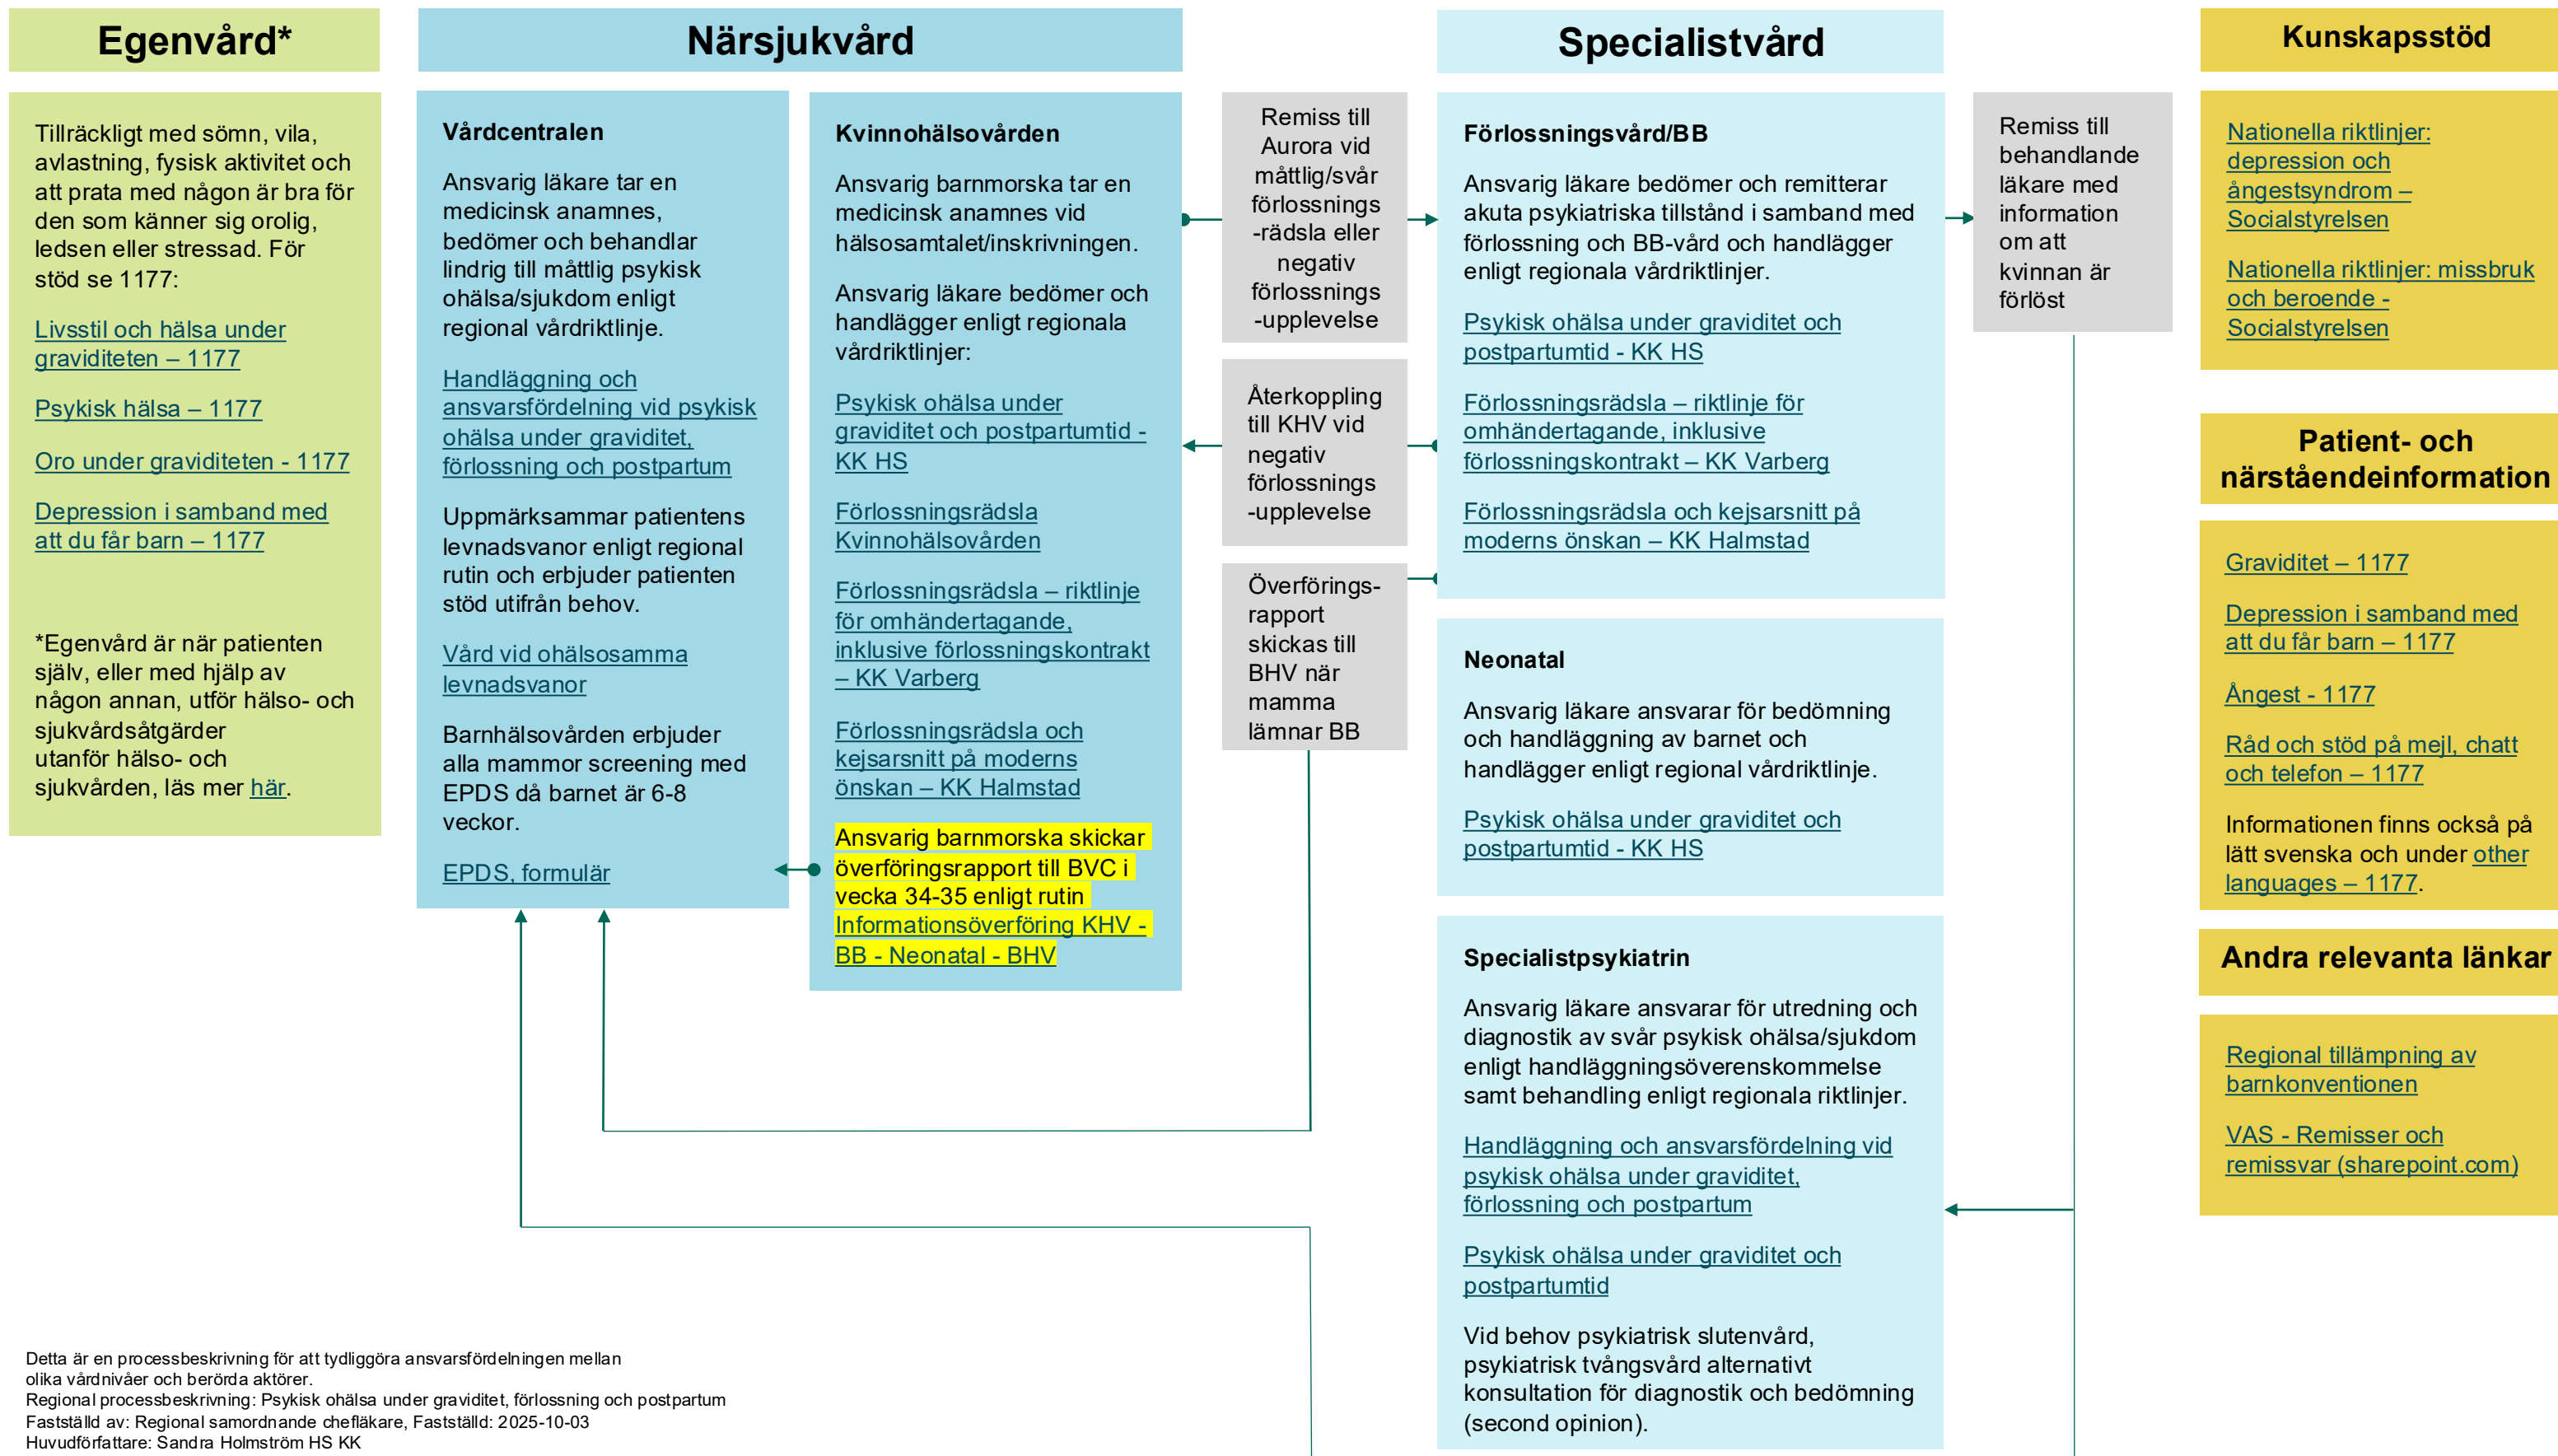 Egenvård*
Tillräckligt med sömn, vila,
avlastning, fysisk aktivitet och
att prata med någon är bra för
den som känner sig orolig,
ledsen eller stressad. För
stöd se 1177:
Livsstil och hälsa under
graviditeten – 1177
Psykisk hälsa – 1177
Oro under graviditeten - 1177
Depression i samband med
att du får barn – 1177
*Egenvård är när patienten
själv, eller med hjälp av
någon annan, utför hälso- och
sjukvårdsåtgärder
utanför hälso- och
sjukvården, läs mer här.
Närsjukvård
Vårdcentralen
Ansvarig läkare tar en
medicinsk anamnes,
bedömer och behandlar
lindrig till måttlig psykisk
ohälsa/sjukdom enligt
regional vårdriktlinje.
Handläggning och
ansvarsfördelning vid psykisk
ohälsa under graviditet,
förlossning och postpartum
Uppmärksammar patientens
levnadsvanor enligt regional
rutin och erbjuder patienten
stöd utifrån behov.
Vård vid ohälsosamma
levnadsvanor
Barnhälsovården erbjuder
alla mammor screening med
EPDS då barnet är 6-8
veckor.
EPDS, formulär
Kvinnohälsovården
Ansvarig barnmorska tar en
medicinsk anamnes vid
hälsosamtalet/inskrivningen.
Ansvarig läkare bedömer och
handlägger enligt regionala
vårdriktlinjer:
Psykisk ohälsa under
graviditet och postpartumtid -
KK HS
Förlossningsrädsla
Kvinnohälsovården
Förlossningsrädsla – riktlinje
för omhändertagande,
inklusive förlossningskontrakt
– KK Varberg
Förlossningsrädsla och
kejsarsnitt på moderns
önskan – KK Halmstad
Ansvarig barnmorska skickar
överföringsrapport till BVC i
vecka 34-35 enligt rutin
Informationsöverföring KHV -
BB - Neonatal - BHV
Remiss till
Aurora vid
måttlig/svår
förlossnings
-rädsla eller
negativ
förlossnings
-upplevelse
Återkoppling
till KHV vid
negativ
förlossnings
-upplevelse
Överförings-
rapport
skickas till
BHV när
mamma
lämnar BB
Specialistvård
Förlossningsvård/BB
Ansvarig läkare bedömer och remitterar
akuta psykiatriska tillstånd i samband med
förlossning och BB-vård och handlägger
enligt regionala vårdriktlinjer.
Psykisk ohälsa under graviditet och
postpartumtid - KK HS
Förlossningsrädsla – riktlinje för
omhändertagande, inklusive
förlossningskontrakt – KK Varberg
Förlossningsrädsla och kejsarsnitt på
moderns önskan – KK Halmstad
Neonatal
Ansvarig läkare ansvarar för bedömning
och handläggning av barnet och
handlägger enligt regional vårdriktlinje.
Psykisk ohälsa under graviditet och
postpartumtid - KK HS
Specialistpsykiatrin
Ansvarig läkare ansvarar för utredning och
diagnostik av svår psykisk ohälsa/sjukdom
enligt handläggningsöverenskommelse
samt behandling enligt regionala riktlinjer.
Handläggning och ansvarsfördelning vid
psykisk ohälsa under graviditet,
förlossning och postpartum
Psykisk ohälsa under graviditet och
postpartumtid
Vid behov psykiatrisk slutenvård,
psykiatrisk tvångsvård alternativt
konsultation för diagnostik och bedömning
(second opinion).
Remiss till
behandlande
läkare med
information
om att
kvinnan är
förlöst
Kunskapsstöd
Nationella riktlinjer:
depression och
ångestsyndrom –
Socialstyrelsen
Nationella riktlinjer: missbruk
och beroende -
Socialstyrelsen
Patient- och
närståendeinformation
Graviditet – 1177
Depression i samband med
att du får barn – 1177
Ångest - 1177
Råd och stöd på mejl, chatt
och telefon – 1177
Informationen finns också på
lätt svenska och under other
languages – 1177.
Andra relevanta länkar
Regional tillämpning av
barnkonventionen
VAS - Remisser och
remissvar (sharepoint.com)
Detta är en processbeskrivning för att tydliggöra ansvarsfördelningen mellan
olika vårdnivåer och berörda aktörer.
Regional processbeskrivning: Psykisk ohälsa under graviditet, förlossning och postpartum
Fastställd av: Regional samordnande chefläkare, Fastställd: 2025-10-03
Huvudförfattare: Sandra Holmström HS KK